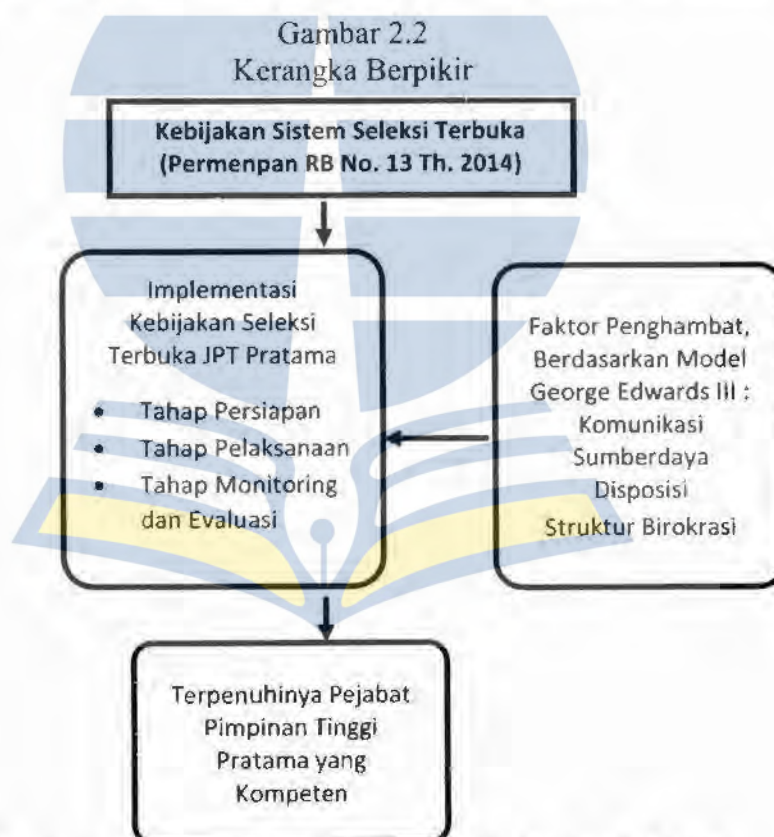 Gambar 2.2
Kerangka Berpikir
Kebijakan Sistem Seleksi Terbuka
(Permenpan RB No. 13 Th. 2014)
Implementasi
Kebijakan Seleksi
Terbuka JPT Pratama
• Tahap Persiapan
• Tahap Pelaksanaan
• Tahap Monitoring
dan Evaluasi
Faktor Penghambat,
Berdasarkan Model
George Edwards III :
Komunikasi
Sumberdaya
Disposisi
Struktur Birokrasi
Terpenuhinya Pejabat
Pimpinan Tinggi
Pratama yang
Kompeten